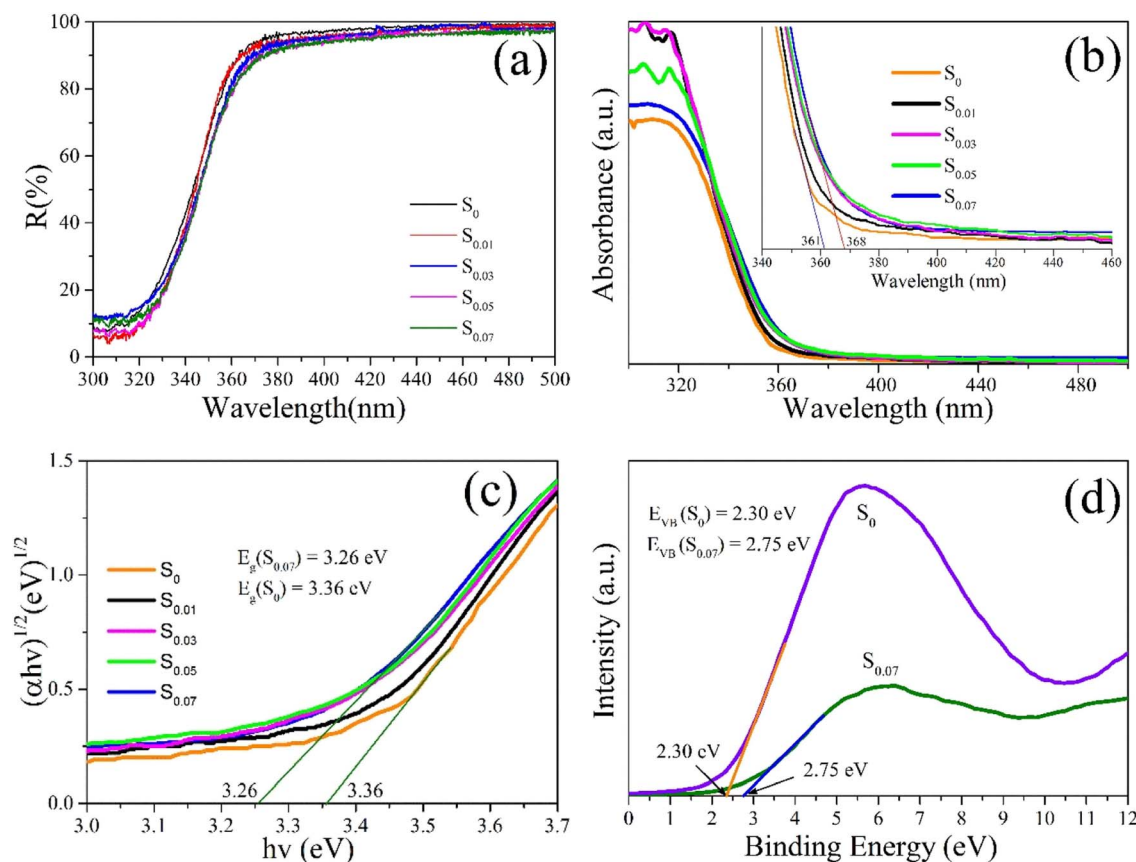 (a)
R(%)
100
80
60
40
20
0
S₀
S₀.₀₁
S₀.₀₃
S₀.₀₅
S₀.₀₇
300 320 340 360 380 400 420 440 460 480 500
Wavelength(nm)
(b)
Absorbance (a.u.)
S₀
S₀.₀₁
S₀.₀₃
S₀.₀₅
S₀.₀₇
361 368
340 360 380 400 420 440 460
Wavelength (nm)
320 360 400 440 480
Wavelength (nm)
(c)
(αhv)^1/2(eV)^1/2
1.5
1.0
0.5
0.0
E_g(S₀.₀₇) = 3.26 eV
E_g(S₀) = 3.36 eV
S₀
S₀.₀₁
S₀.₀₃
S₀.₀₅
S₀.₀₇
3.26 3.36
3.0 3.1 3.2 3.3 3.4 3.5 3.6 3.7
hv (eV)
(d)
Intensity (a.u.)
E_VB (S₀) = 2.30 eV
E_VB (S₀.₀₇) = 2.75 eV
S₀
S₀.₀₇
2.30 eV
2.75 eV
0 1 2 3 4 5 6 7 8 9 10 11 12
Binding Energy (eV)